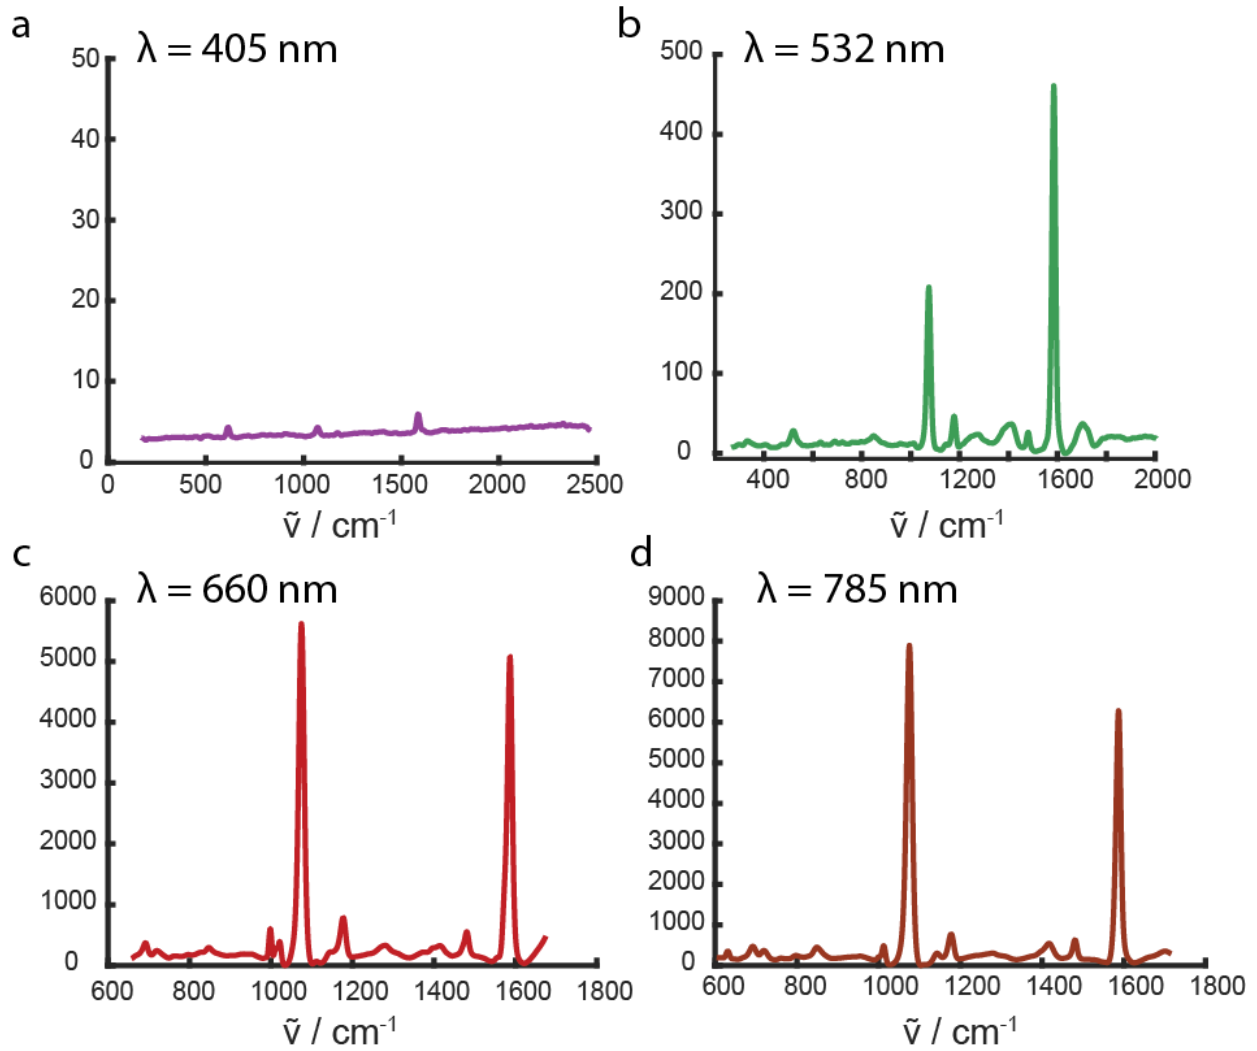 a
λ = 405 nm
50
40
30
20
10
0
0 500 1000 1500 2000 2500
ṽ / cm⁻¹
b
λ = 532 nm
500
400
300
200
100
0
400 800 1200 1600 2000
ṽ / cm⁻¹
c
λ = 660 nm
6000
5000
4000
3000
2000
1000
0
600 800 1000 1200 1400 1600 1800
ṽ / cm⁻¹
d
λ = 785 nm
9000
8000
7000
6000
5000
4000
3000
2000
1000
0
600 800 1000 1200 1400 1600 1800
ṽ / cm⁻¹